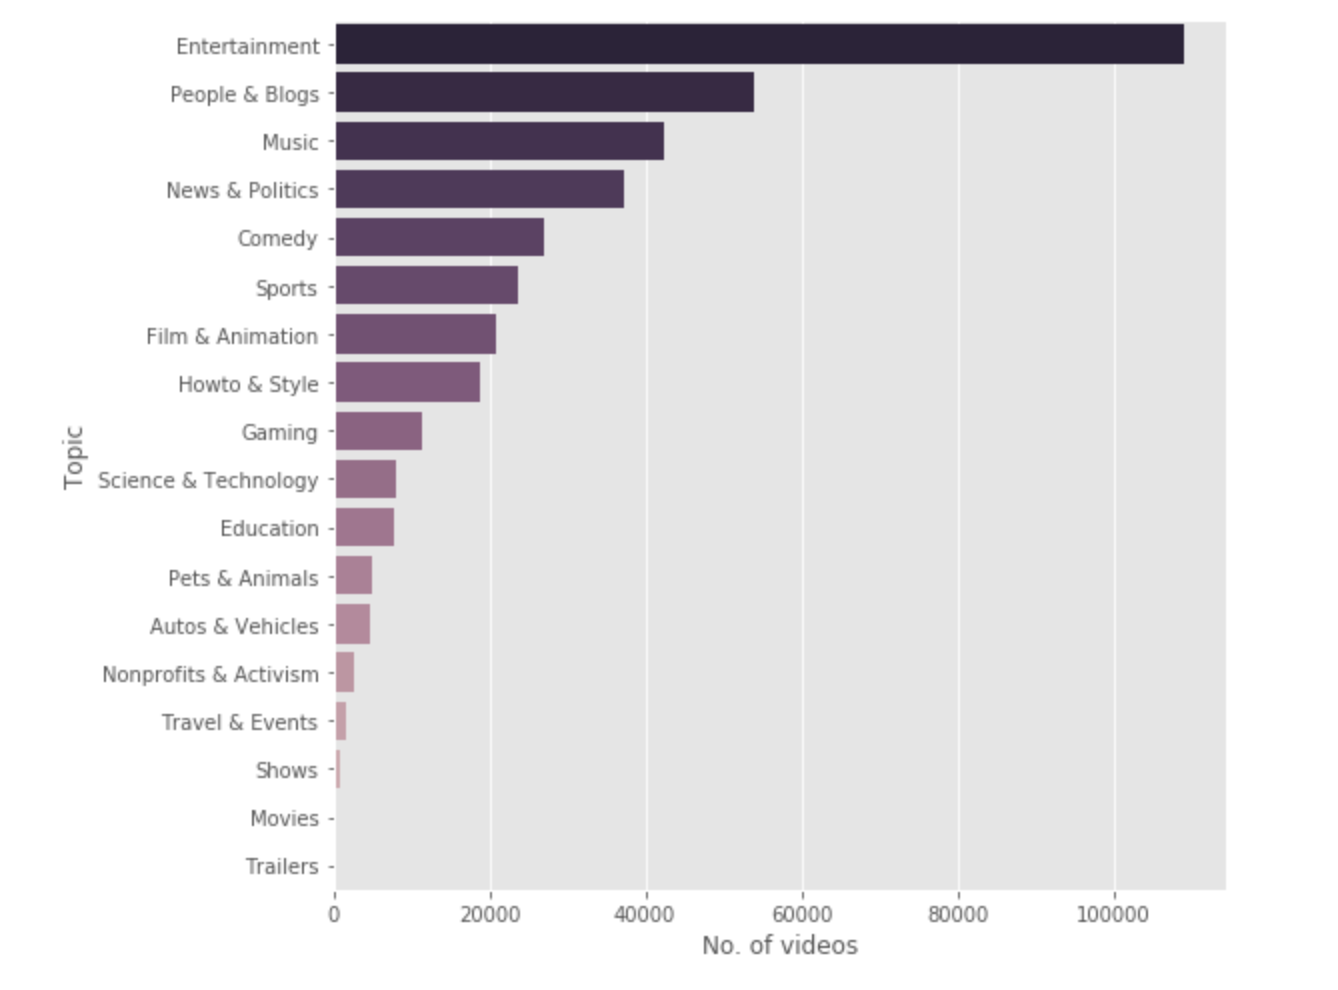 Entertainment
People & Blogs
Music
News & Politics
Comedy
Sports
Film & Animation
Howto & Style
Gaming
Topic
Science & Technology
Education
Pets & Animals
Autos & Vehicles
Nonprofits & Activism
Travel & Events
Shows
Movies
Trailers
0 20000 40000 60000 80000 100000
No. of videos